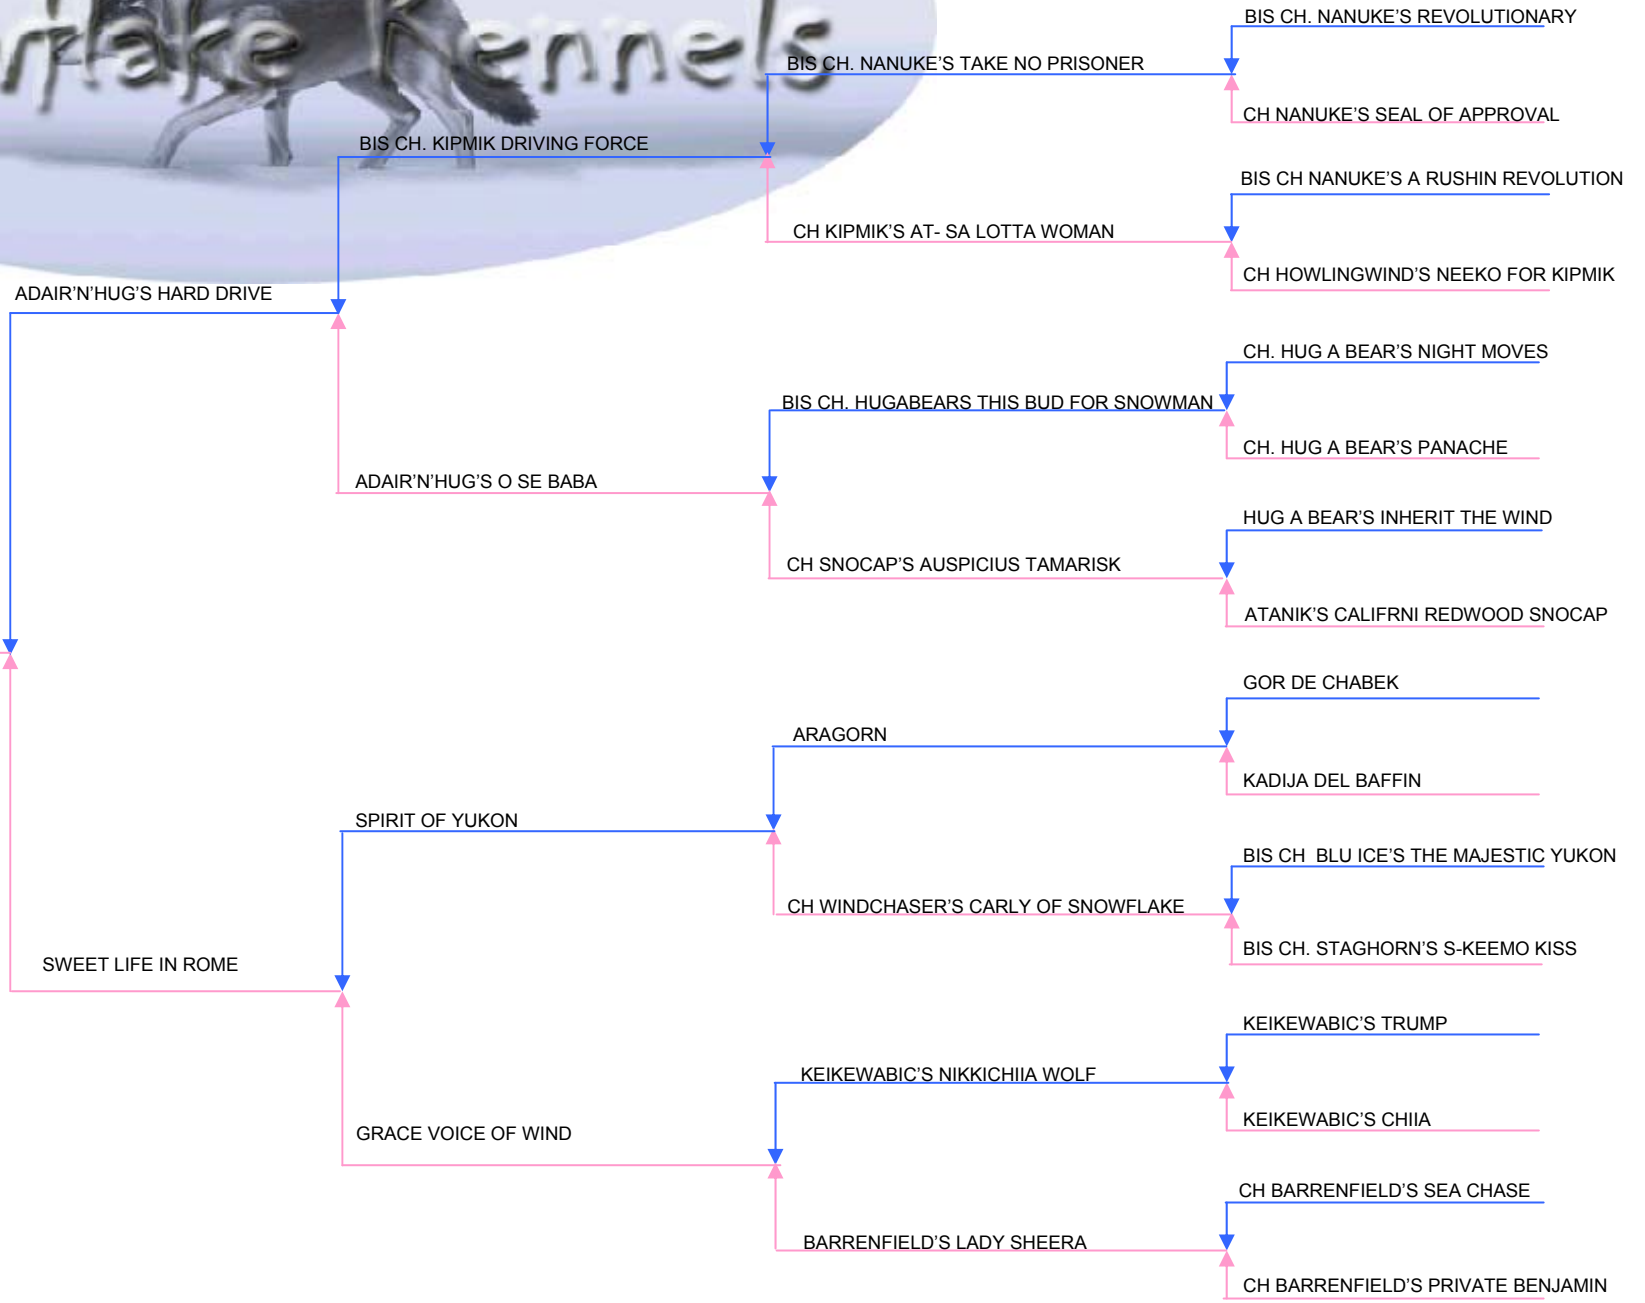 Kennels
BIS CH. NANUKE’S REVOLUTIONARY
BIS CH. NANUKE’S TAKE NO PRISONER
CH NANUKE’S SEAL OF APPROVAL
BIS CH. KIPMIK DRIVING FORCE
BIS CH NANUKE’S A RUSHIN REVOLUTION
CH KIPMIK’S AT- SA LOTTA WOMAN
CH HOWLINGWIND’S NEEKO FOR KIPMIK
ADAIR’N’HUG’S HARD DRIVE
CH. HUG A BEAR’S NIGHT MOVES
BIS CH. HUGABEARS THIS BUD FOR SNOWMAN
CH. HUG A BEAR’S PANACHE
ADAIR’N’HUG’S O SE BABA
HUG A BEAR’S INHERIT THE WIND
CH SNOCAP’S AUSPICIUS TAMARISK
ATANIK’S CALIFRNI REDWOOD SNOCAP
GOR DE CHABEK
ARAGORN
KADIJA DEL BAFFIN
SPIRIT OF YUKON
BIS CH  BLU ICE’S THE MAJESTIC YUKON
CH WINDCHASER’S CARLY OF SNOWFLAKE
BIS CH. STAGHORN’S S-KEEMO KISS
SWEET LIFE IN ROME
KEIKEWABIC’S TRUMP
KEIKEWABIC’S NIKKICHIIA WOLF
KEIKEWABIC’S CHIIA
GRACE VOICE OF WIND
CH BARRENFIELD’S SEA CHASE
BARRENFIELD’S LADY SHEERA
CH BARRENFIELD’S PRIVATE BENJAMIN